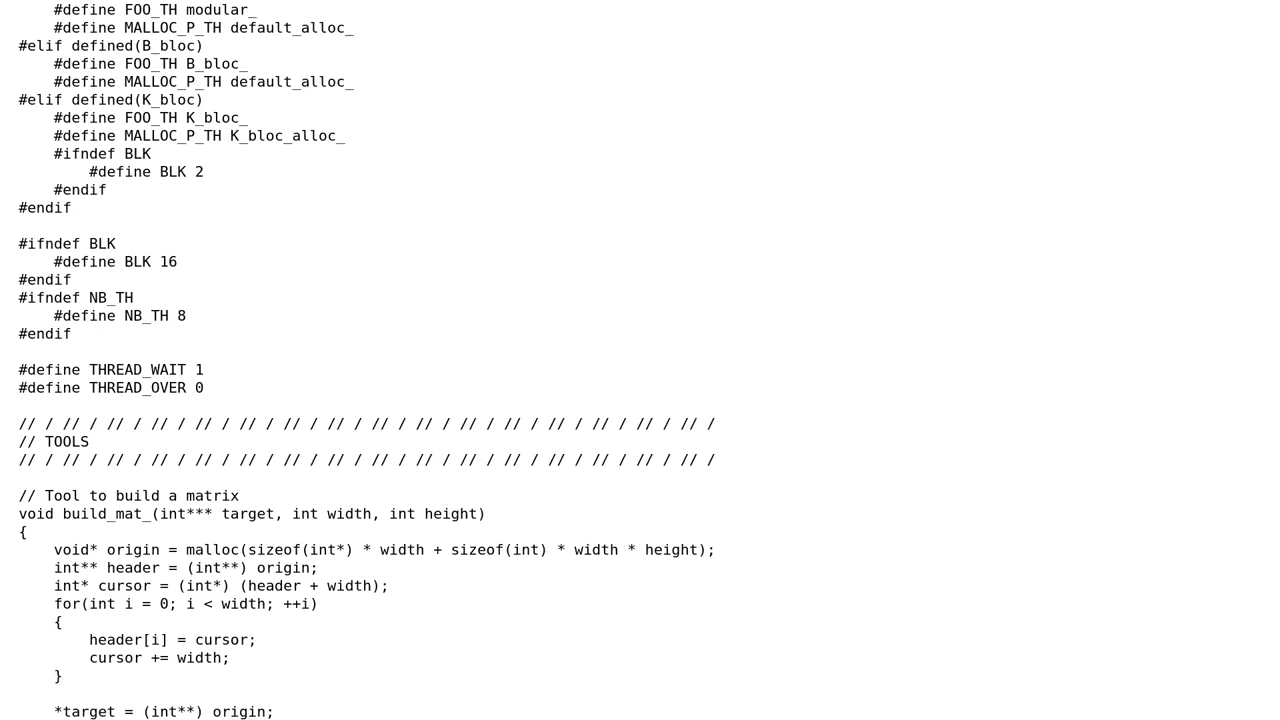 #define FOO_TH modular_
    #define MALLOC_P_TH default_alloc_
#elif defined(B_bloc)
    #define FOO_TH B_bloc_
    #define MALLOC_P_TH default_alloc_
#elif defined(K_bloc)
    #define FOO_TH K_bloc_
    #define MALLOC_P_TH K_bloc_alloc_
    #ifndef BLK
        #define BLK 2
    #endif
#endif

#ifndef BLK
    #define BLK 16
#endif
#ifndef NB_TH
    #define NB_TH 8
#endif

#define THREAD_WAIT 1
#define THREAD_OVER 0

// / // / // / // / // / // / // / // / // / // / // / // / // / // / // / // /
// TOOLS
// / // / // / // / // / // / // / // / // / // / // / // / // / // / // / // /

// Tool to build a matrix
void build_mat_(int*** target, int width, int height)
{
    void* origin = malloc(sizeof(int*) * width + sizeof(int) * width * height);
    int** header = (int**) origin;
    int* cursor = (int*) (header + width);
    for(int i = 0; i < width; ++i)
    {
        header[i] = cursor;
        cursor += width;
    }

    *target = (int**) origin;